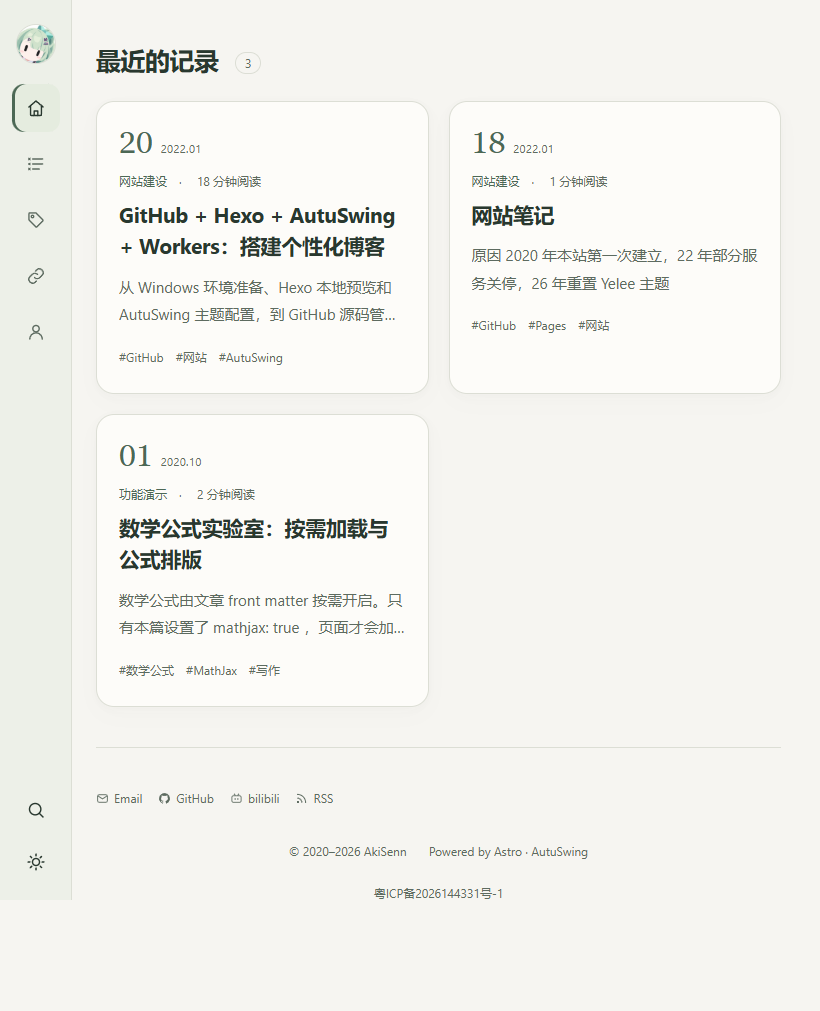 最近的记录 3
20 2022.01
网站建设 · 18 分钟阅读
GitHub + Hexo + AutuSwing
+ Workers：搭建个性化博客
从 Windows 环境准备、Hexo 本地预览和
AutuSwing 主题配置，到 GitHub 源码管...
#GitHub #网站 #AutuSwing
18 2022.01
网站建设 · 1 分钟阅读
网站笔记
原因 2020 年本站第一次建立，22 年部分服
务关停，26 年重置 Yelee 主题
#GitHub #Pages #网站
01 2020.10
功能演示 · 2 分钟阅读
数学公式实验室：按需加载与
公式排版
数学公式由文章 front matter 按需开启。只
有本篇设置了 mathjax: true ，页面才会加...
#数学公式 #MathJax #写作
Email GitHub bilibili RSS
© 2020–2026 AkiSenn Powered by Astro · AutuSwing
粤ICP备2026144331号-1